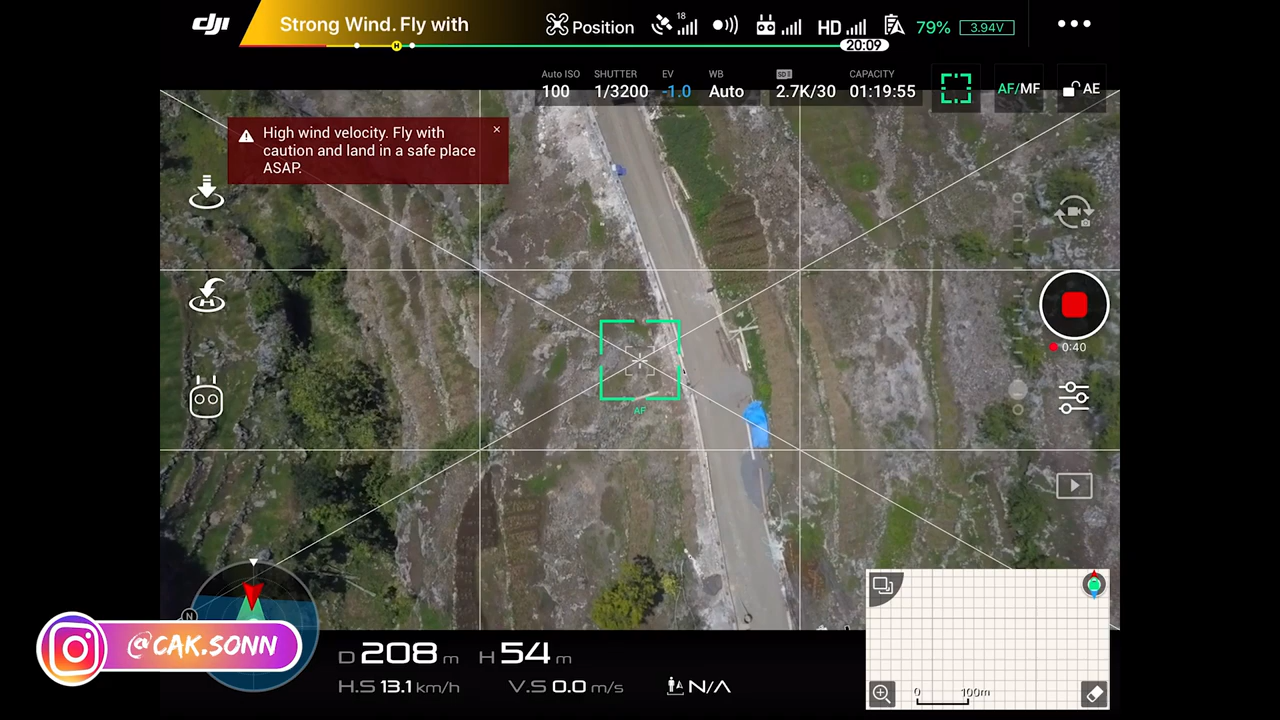 dji
Strong Wind. Fly with
Position
18
HD
79%
3.94V
20:09
H
Auto ISO
100
SHUTTER
1/3200
EV
-1.0
WB
Auto
SD
2.7K/30
CAPACITY
01:19:55
AF/MF
AE
High wind velocity. Fly with
caution and land in a safe place
ASAP.
H
0:40
AF
N
@CAK.SONN
D 208 m H 54 m
H.S 13.1 km/h V.S 0.0 m/s N/A
0 100m